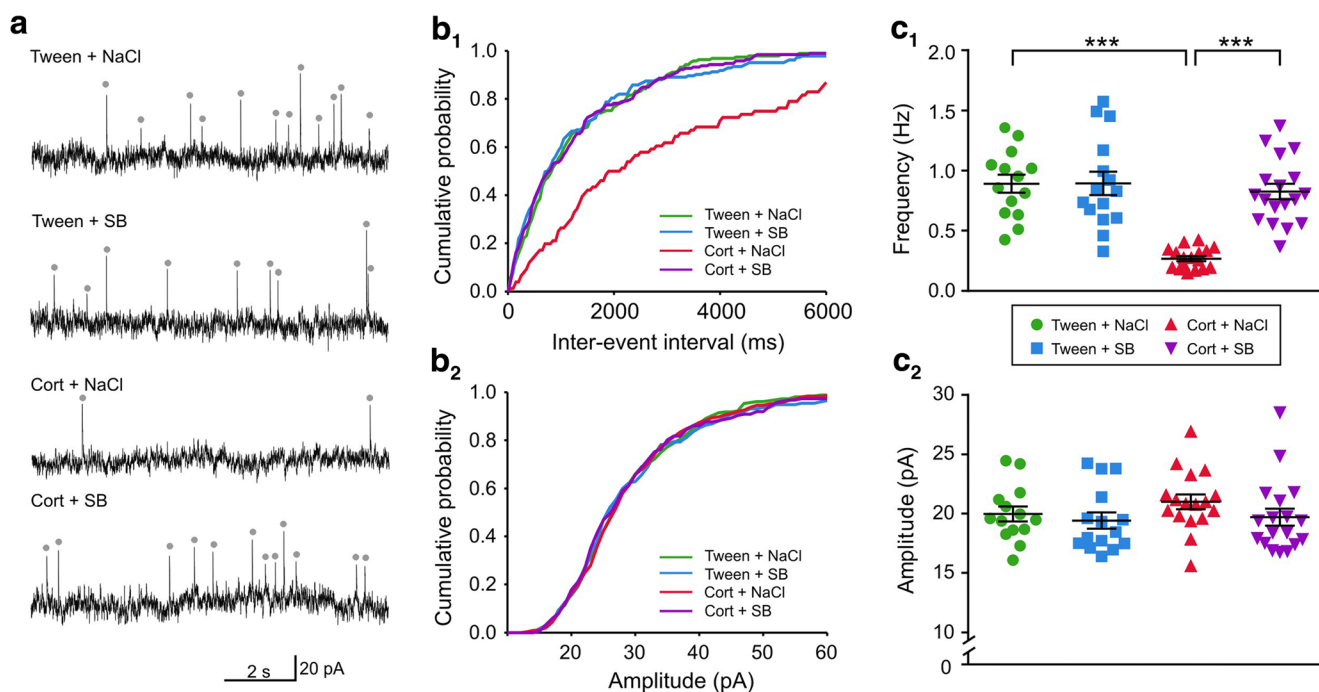 a
Tween + NaCl
Tween + SB
Cort + NaCl
Cort + SB
2 s
20 pA
b1
Cumulative probability
1.0
0.8
0.6
0.4
0.2
0.0
Tween + NaCl
Tween + SB
Cort + NaCl
Cort + SB
0 2000 4000 6000
Inter-event interval (ms)
b2
Cumulative probability
1.0
0.8
0.6
0.4
0.2
0.0
Tween + NaCl
Tween + SB
Cort + NaCl
Cort + SB
20 30 40 50 60
Amplitude (pA)
c1
*** ***
Frequency (Hz)
2.0
1.5
1.0
0.5
0.0
Tween + NaCl Cort + NaCl
Tween + SB Cort + SB
c2
Amplitude (pA)
30
25
20
15
10
0